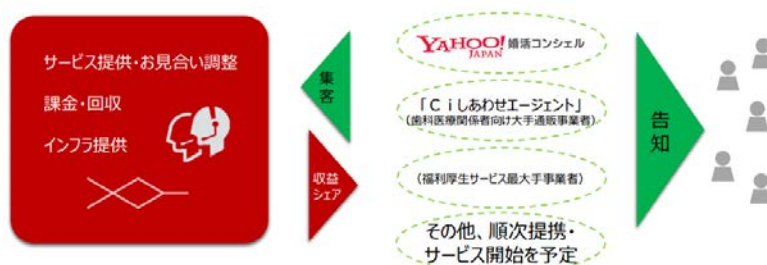 サービス提供・お見合い調整
課金・回収
インフラ提供
集客
収益
シェア
YAHOO! 婚活コンシェル
JAPAN
「Ciしあわせエージェント」
(歯科医療関係者向け大手通販事業者)
(福利厚生サービス最大手事業者)
その他、順次提携・
サービス開始を予定
告知